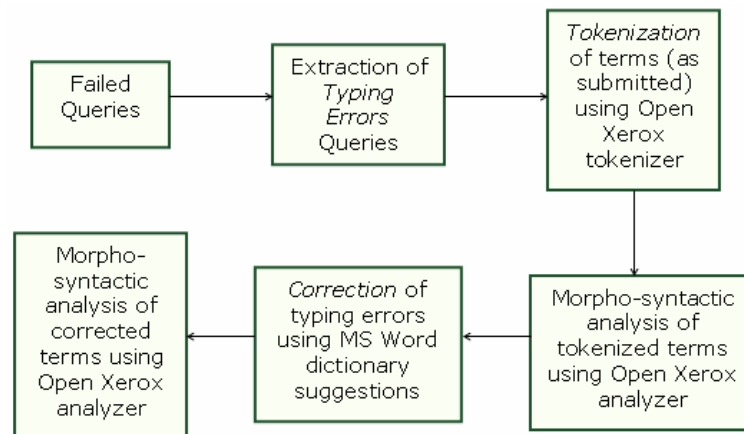 Failed
Queries
Extraction of
Typing
Errors
Queries
Tokenization
of terms (as
submitted)
using Open
Xerox
tokenizer
Morpho-syntactic
analysis of
tokenized terms
using Open Xerox
analyzer
Correction of
typing errors
using MS Word
dictionary
suggestions
Morpho-
syntactic
analysis of
corrected
terms using
Open Xerox
analyzer